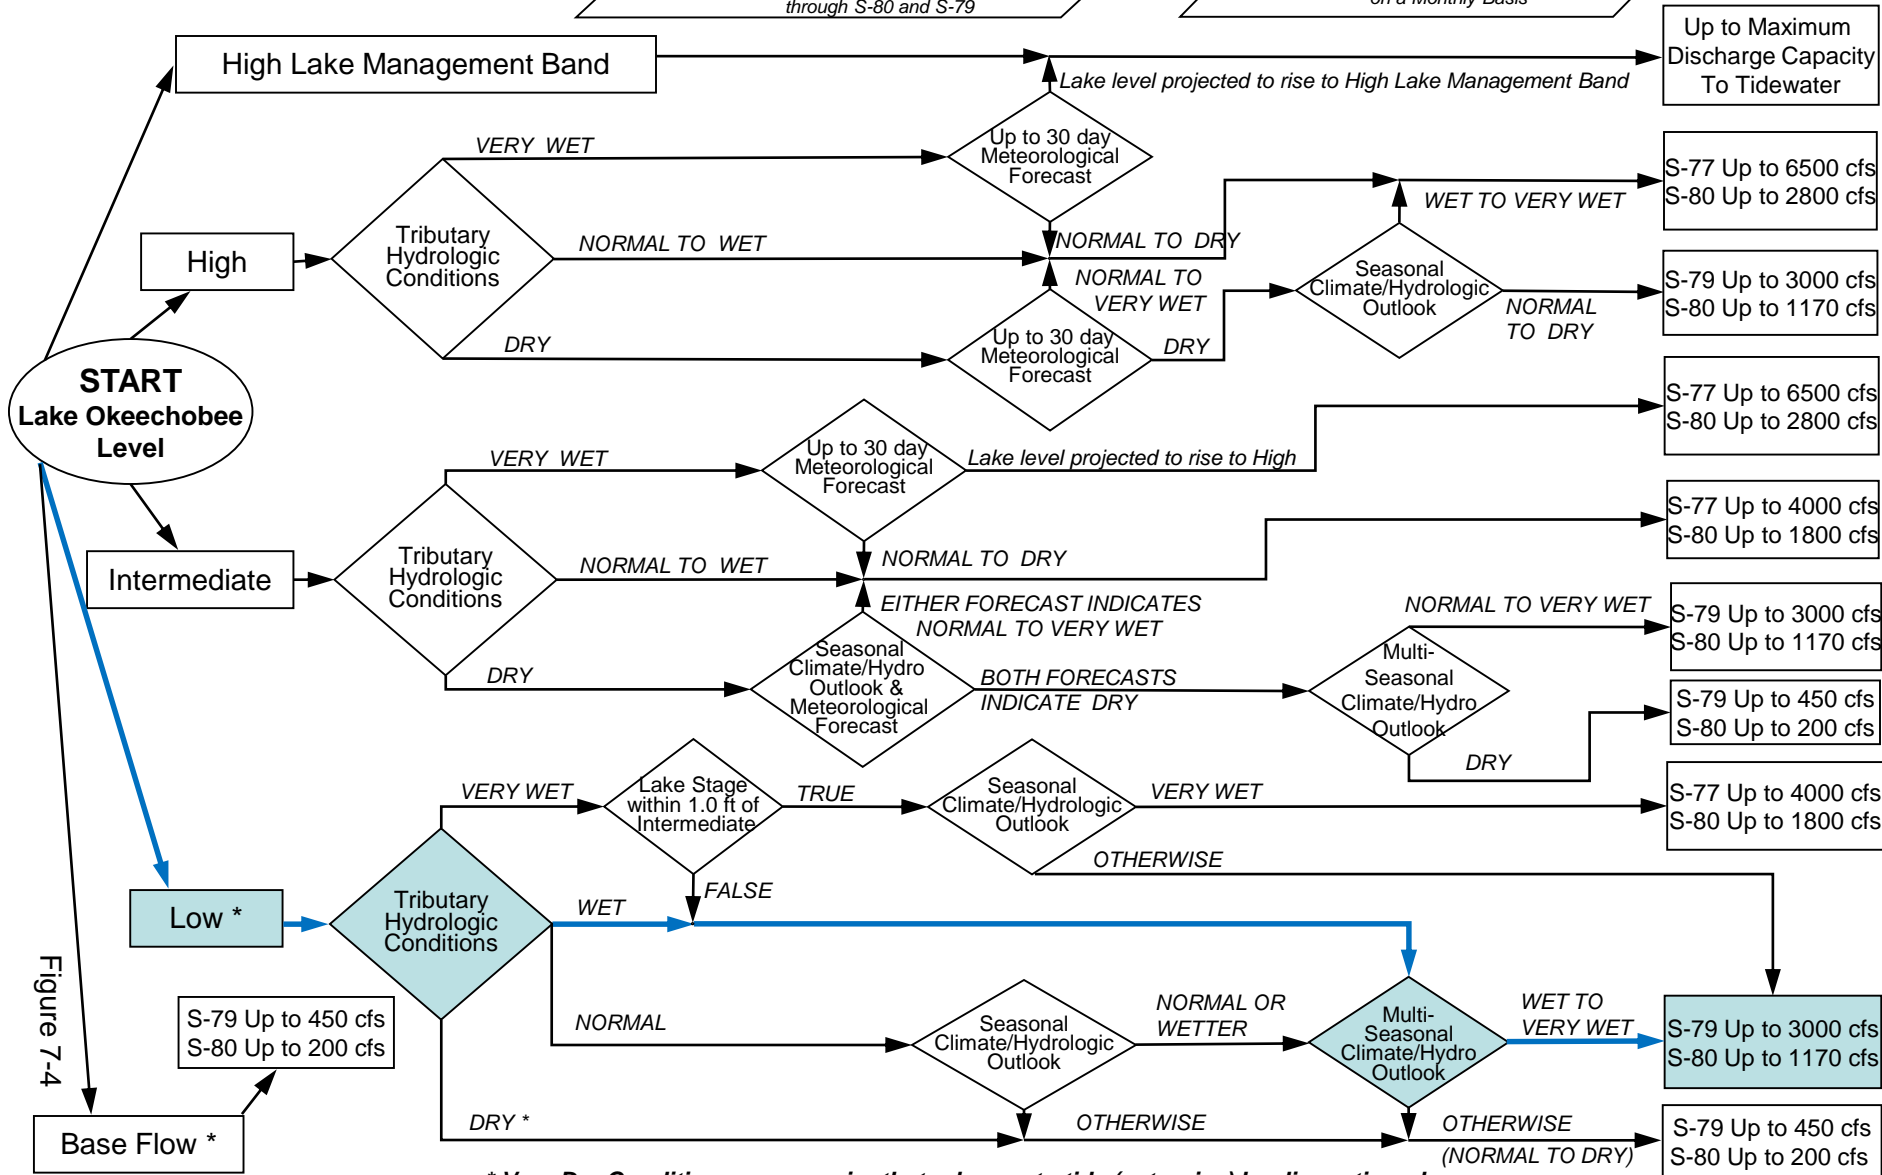 through S-80 and S-79
on a Monthly Basis
High Lake Management Band
Up to Maximum
Discharge Capacity
To Tidewater
Lake level projected to rise to High Lake Management Band
VERY WET
Up to 30 day
Meteorological
Forecast
S-77 Up to 6500 cfs
S-80 Up to 2800 cfs
WET TO VERY WET
High
Tributary
Hydrologic
Conditions
NORMAL TO WET
NORMAL TO DRY
NORMAL TO
VERY WET
Seasonal
Climate/Hydrologic
Outlook
NORMAL
TO DRY
S-79 Up to 3000 cfs
S-80 Up to 1170 cfs
DRY
Up to 30 day
Meteorological
Forecast
DRY
START
Lake Okeechobee
Level
S-77 Up to 6500 cfs
S-80 Up to 2800 cfs
VERY WET
Up to 30 day
Meteorological
Forecast
Lake level projected to rise to High
S-77 Up to 4000 cfs
S-80 Up to 1800 cfs
Intermediate
Tributary
Hydrologic
Conditions
NORMAL TO WET
NORMAL TO DRY
EITHER FORECAST INDICATES
NORMAL TO VERY WET
NORMAL TO VERY WET
S-79 Up to 3000 cfs
S-80 Up to 1170 cfs
DRY
Seasonal
Climate/Hydro
Outlook &
Meteorological
Forecast
BOTH FORECASTS
INDICATE DRY
Multi-
Seasonal
Climate/Hydro
Outlook
DRY
S-79 Up to 450 cfs
S-80 Up to 200 cfs
VERY WET
Lake Stage
within 1.0 ft of
Intermediate
TRUE
Seasonal
Climate/Hydrologic
Outlook
VERY WET
S-77 Up to 4000 cfs
S-80 Up to 1800 cfs
OTHERWISE
FALSE
Low *
Tributary
Hydrologic
Conditions
WET
NORMAL
Seasonal
Climate/Hydrologic
Outlook
NORMAL OR
WETTER
Multi-
Seasonal
Climate/Hydro
Outlook
WET TO
VERY WET
S-79 Up to 3000 cfs
S-80 Up to 1170 cfs
Figure 7-4
S-79 Up to 450 cfs
S-80 Up to 200 cfs
Base Flow *
DRY *
OTHERWISE
OTHERWISE
(NORMAL TO DRY)
S-79 Up to 450 cfs
S-80 Up to 200 cfs